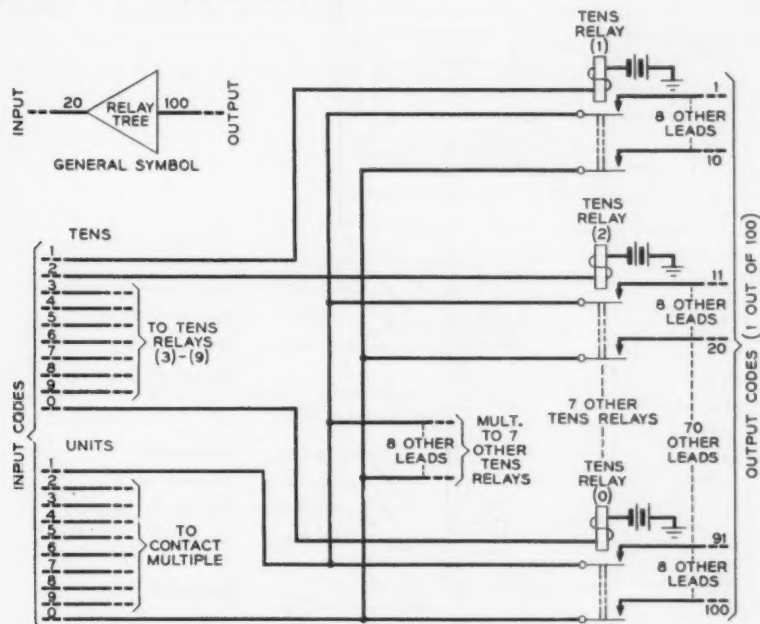 INPUT
20
RELAY
TREE
100
OUTPUT
GENERAL SYMBOL
TENS
RELAY
(1)
1
8 OTHER
LEADS
10
TENS
RELAY
(2)
11
8 OTHER
LEADS
20
7 OTHER
TENS RELAYS
70
OTHER
LEADS
TENS
RELAY
(0)
91
8 OTHER
LEADS
100
OUTPUT CODES (1 OUT OF 100)
INPUT CODES
TENS
1
2
3
4
5
6
7
8
9
0
TO TENS
RELAYS
(3)-(9)
UNITS
1
2
3
4
5
6
7
8
9
0
TO
CONTACT
MULTIPLE
8 OTHER
LEADS
MULT.
TO 7
OTHER
TENS
RELAYS